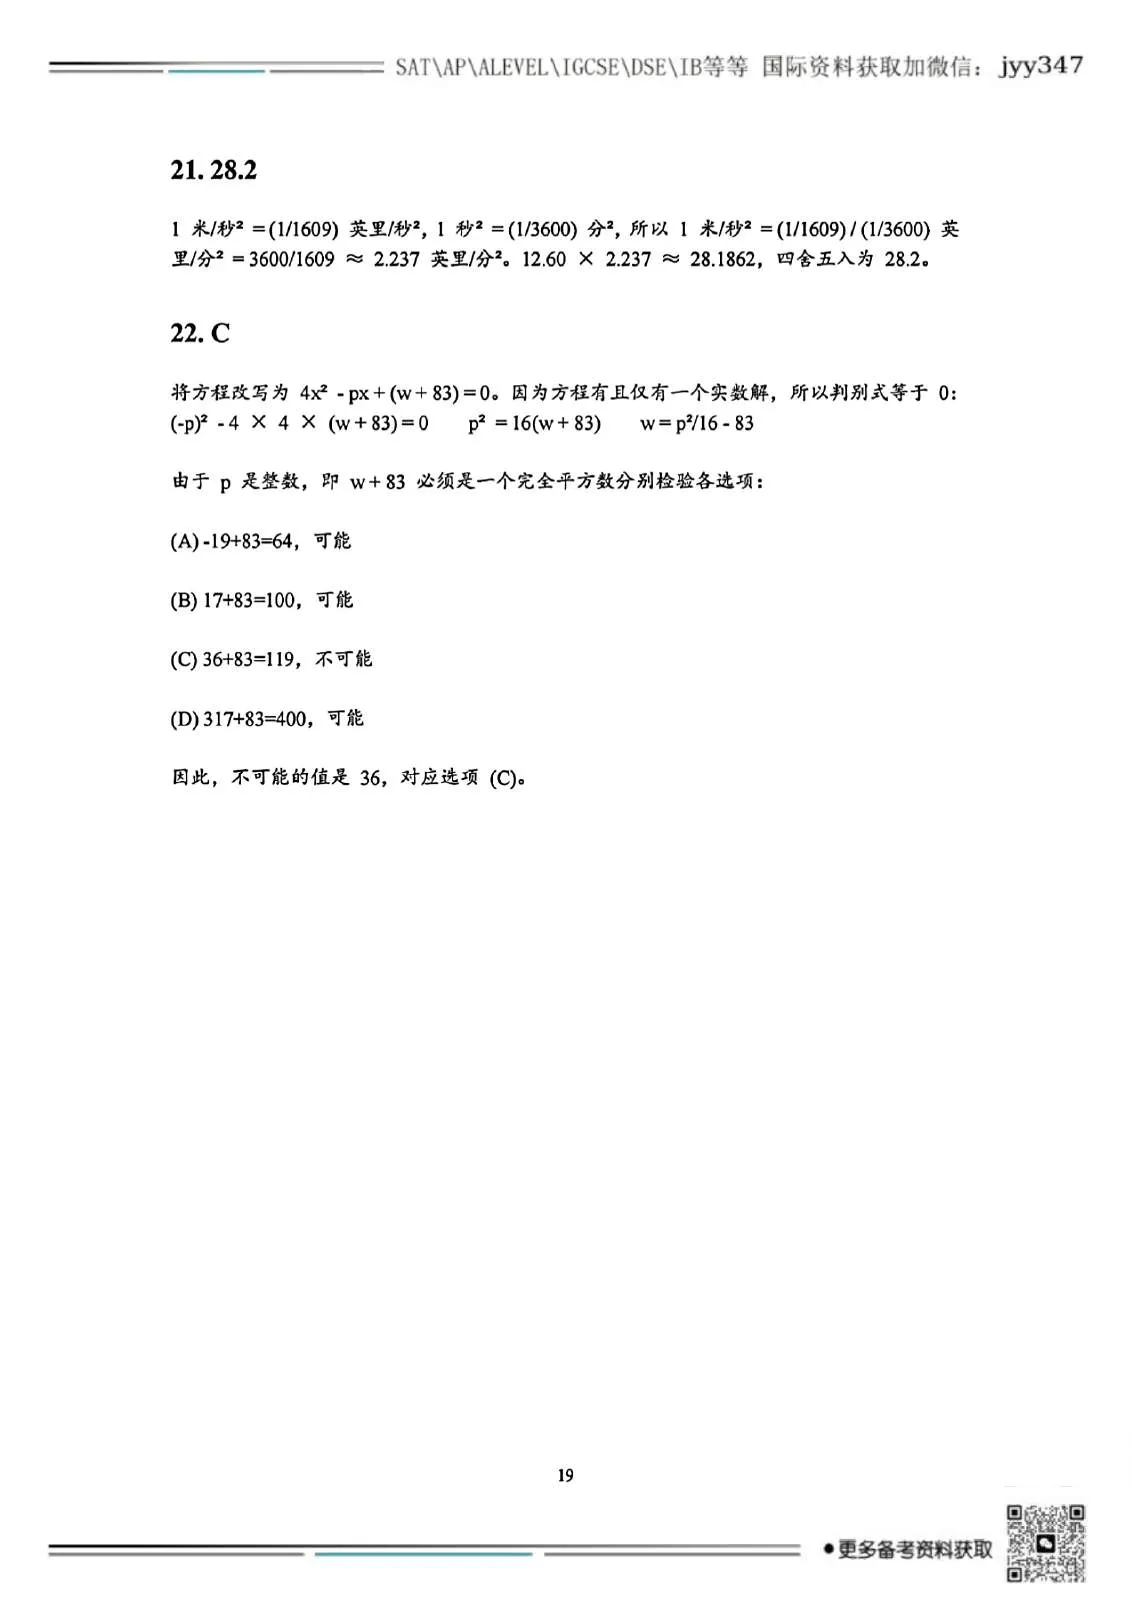 SAT\AP\ALEVEL\IGCSE\DSE\IB等等 国际资料获取加微信：jyy347
21. 28.2
1 米/秒² = (1/1609) 英里/秒²，1 秒² = (1/3600) 分²，所以 1 米/秒² = (1/1609) / (1/3600) 英
里/分² = 3600/1609 ≈ 2.237 英里/分²。12.60 × 2.237 ≈ 28.1862，四舍五入为 28.2。
22. C
将方程改写为 4x² - px + (w + 83) = 0。因为方程有且仅有一个实数解，所以判别式等于 0：
(-p)² - 4 × 4 × (w + 83) = 0 p² = 16(w + 83) w = p²/16 - 83
由于 p 是整数，即 w + 83 必须是一个完全平方数分别检验各选项：
(A) -19+83=64，可能
(B) 17+83=100，可能
(C) 36+83=119，不可能
(D) 317+83=400，可能
因此，不可能的值是 36，对应选项 (C)。
19
●更多备考资料获取